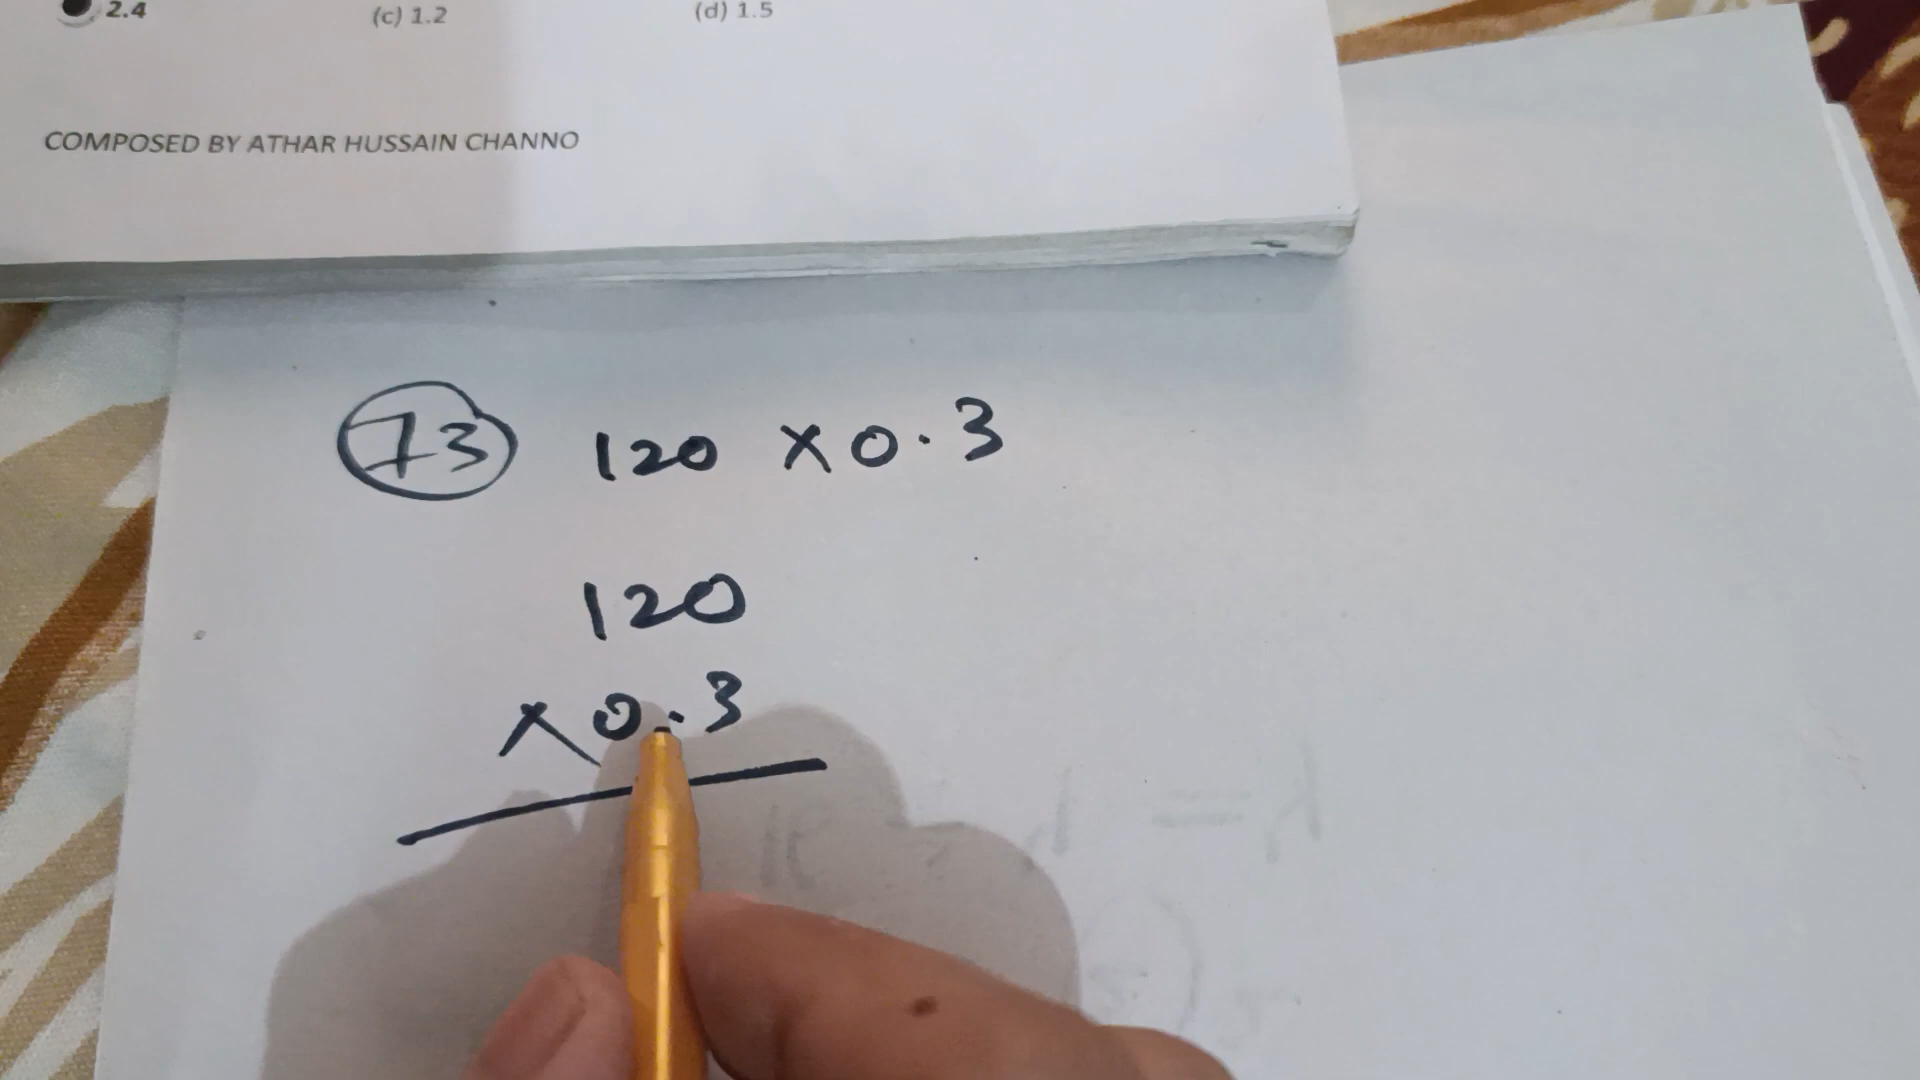 2.4 (c) 1.2 (d) 1.5
COMPOSED BY ATHAR HUSSAIN CHANNO
73 120 × 0.3
120
× 0.3